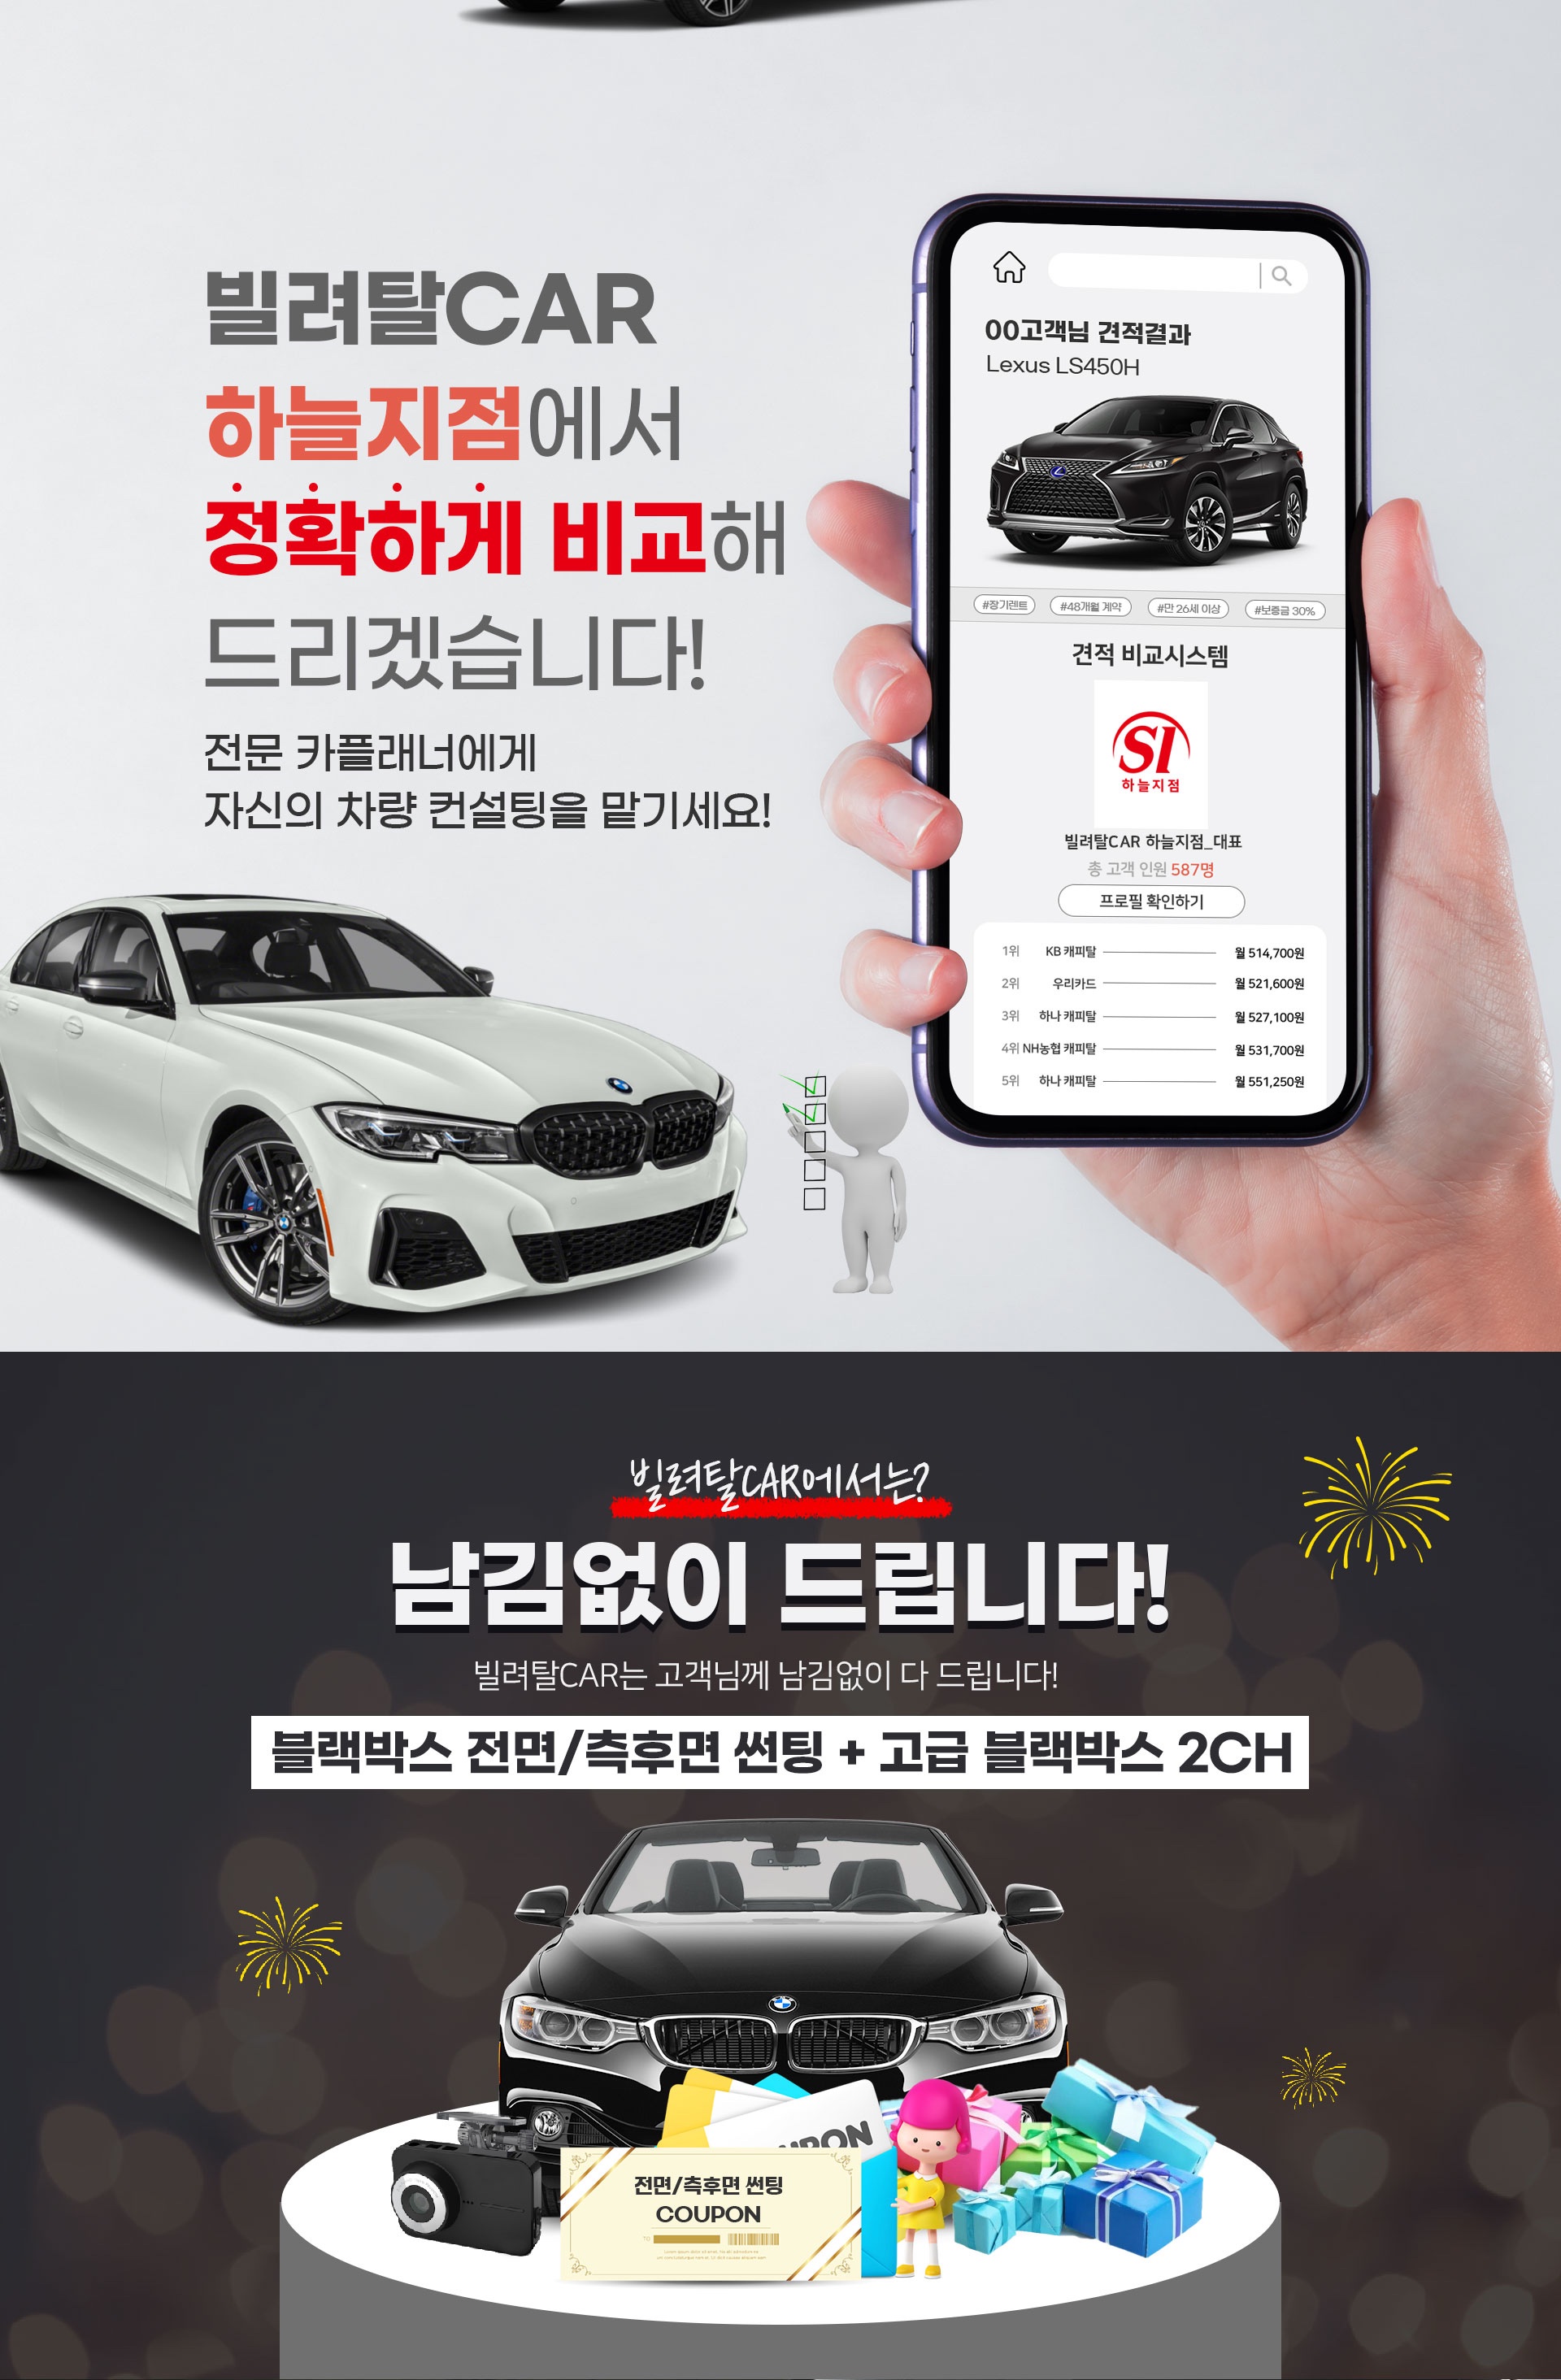 빌려탈CAR
하늘지점에서
정확하게 비교해
드리겠습니다!
전문 카플래너에게
자신의 차량 컨설팅을 맡기세요!
00고객님 견적결과
Lexus LS450H
#장기렌트 #48개월 계약 #만 26세 이상 #보증금 30%
견적 비교시스템
SI
하늘지점
빌려탈CAR 하늘지점_대표
총 고객 인원 587명
프로필 확인하기
1위 KB 캐피탈 월 514,700원
2위 우리카드 월 521,600원
3위 하나 캐피탈 월 527,100원
4위 NH농협 캐피탈 월 531,700원
5위 하나 캐피탈 월 551,250원
빌려탈CAR에서는?
남김없이 드립니다!
빌려탈CAR는 고객님께 남김없이 다 드립니다!
블랙박스 전면/측후면 썬팅 + 고급 블랙박스 2CH
전면/측후면 썬팅
COUPON